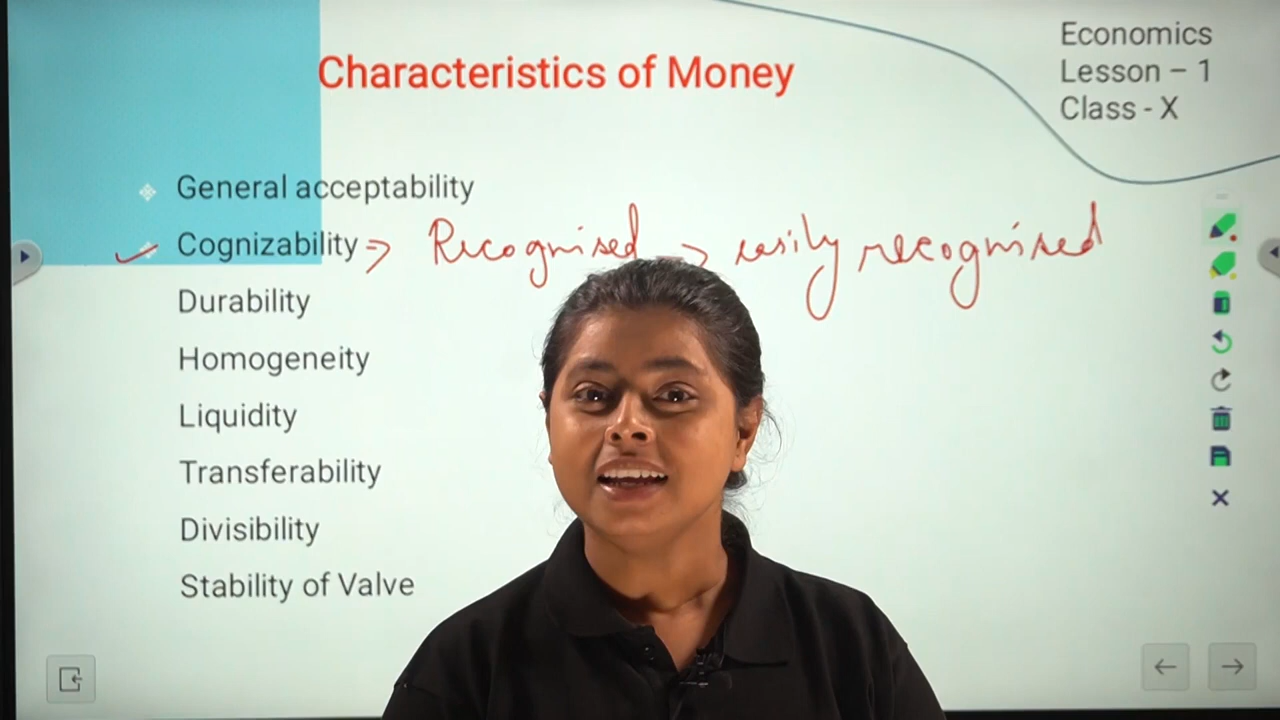 Characteristics of Money
Economics
Lesson – 1
Class - X
General acceptability
Cognizability => Recognised -> easily recognised
Durability
Homogeneity
Liquidity
Transferability
Divisibility
Stability of Valve